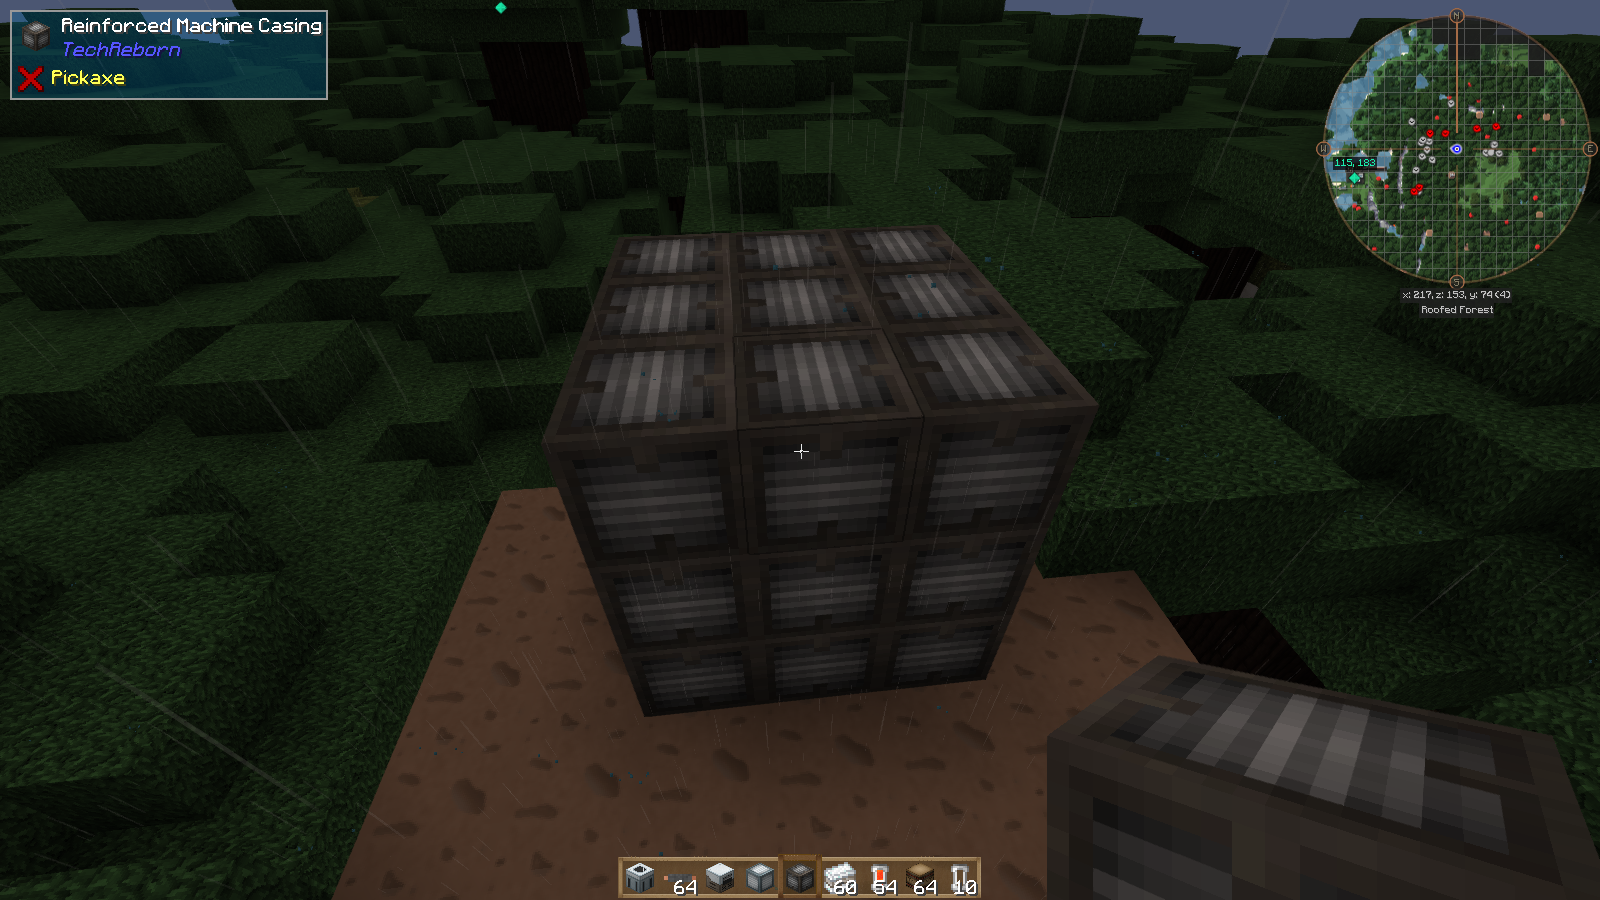 Reinforced Machine Casing
TechReborn
Pickaxe
N
W
E
115, 183
S
x: 217, z: 153, y: 74 (4)
Roofed Forest
64
60
64
64
10